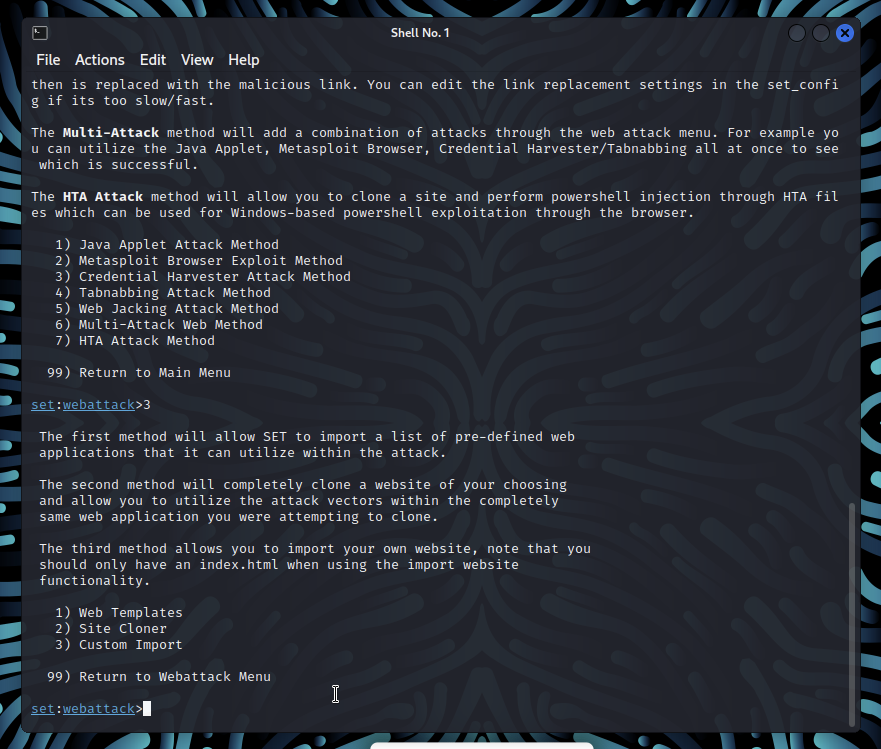 Shell No. 1
File Actions Edit View Help
then is replaced with the malicious link. You can edit the link replacement settings in the set_confi
g if its too slow/fast.
The Multi-Attack method will add a combination of attacks through the web attack menu. For example yo
u can utilize the Java Applet, Metasploit Browser, Credential Harvester/Tabnabbing all at once to see
which is successful.
The HTA Attack method will allow you to clone a site and perform powershell injection through HTA fil
es which can be used for Windows-based powershell exploitation through the browser.
1) Java Applet Attack Method
2) Metasploit Browser Exploit Method
3) Credential Harvester Attack Method
4) Tabnabbing Attack Method
5) Web Jacking Attack Method
6) Multi-Attack Web Method
7) HTA Attack Method
99) Return to Main Menu
set:webattack>3
The first method will allow SET to import a list of pre-defined web
applications that it can utilize within the attack.
The second method will completely clone a website of your choosing
and allow you to utilize the attack vectors within the completely
same web application you were attempting to clone.
The third method allows you to import your own website, note that you
should only have an index.html when using the import website
functionality.
1) Web Templates
2) Site Cloner
3) Custom Import
99) Return to Webattack Menu
set:webattack>